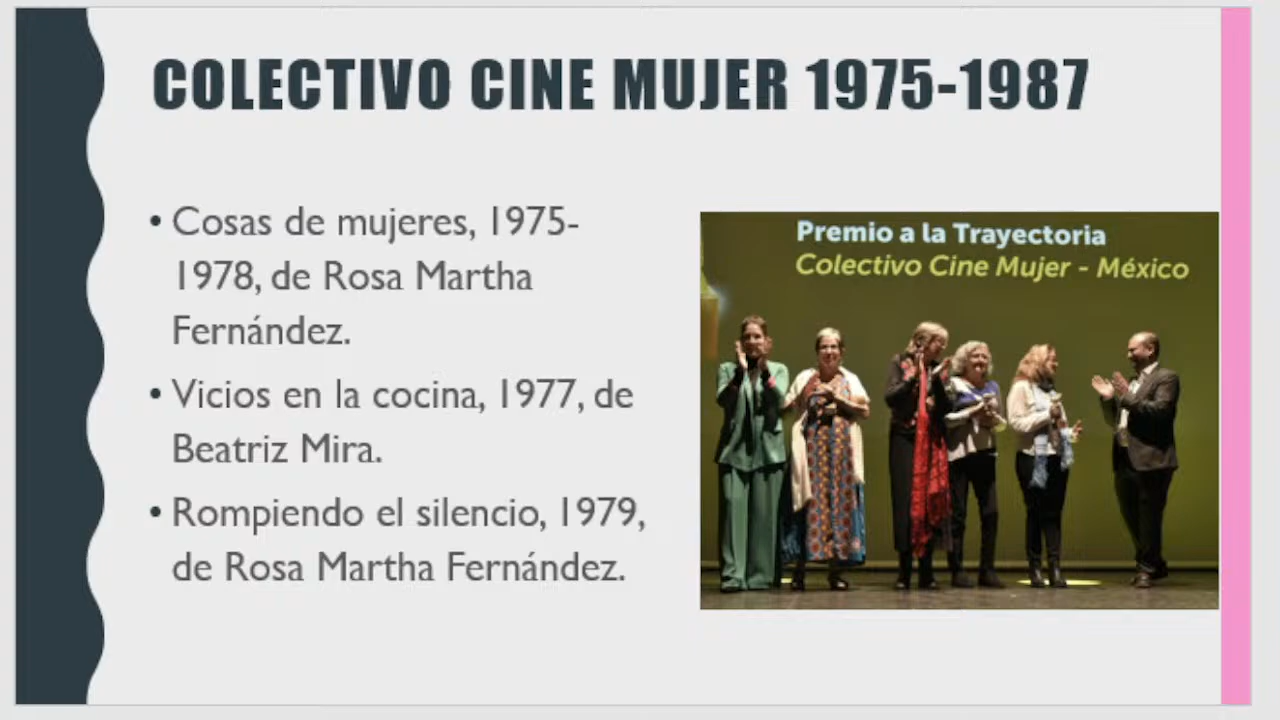 COLECTIVO CINE MUJER 1975-1987
• Cosas de mujeres, 1975-
1978, de Rosa Martha
Fernández.
• Vicios en la cocina, 1977, de
Beatriz Mira.
• Rompiendo el silencio, 1979,
de Rosa Martha Fernández.
Premio a la Trayectoria
Colectivo Cine Mujer - México